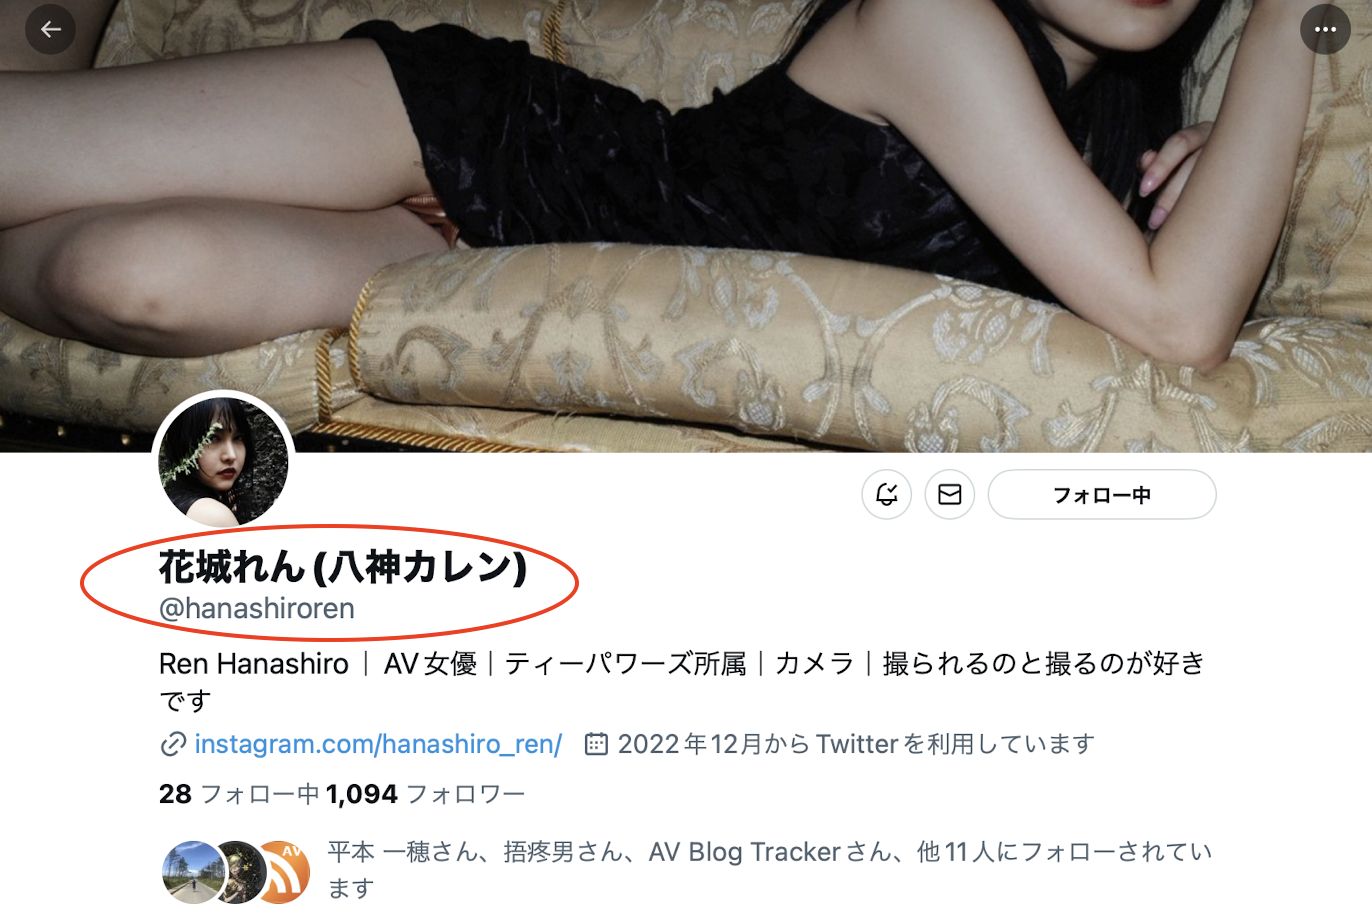 フォロー中
花城れん(八神カレン)
@hanashiroren
Ren Hanashiro｜AV女優｜ティーパワーズ所属｜カメラ｜撮られるのと撮るのが好き
です
instagram.com/hanashiro_ren/ 2022年12月からTwitterを利用しています
28 フォロー中 1,094 フォロワー
平本 一穂さん、捂疼男さん、AV Blog Trackerさん、他11人にフォローされてい
ます
AV